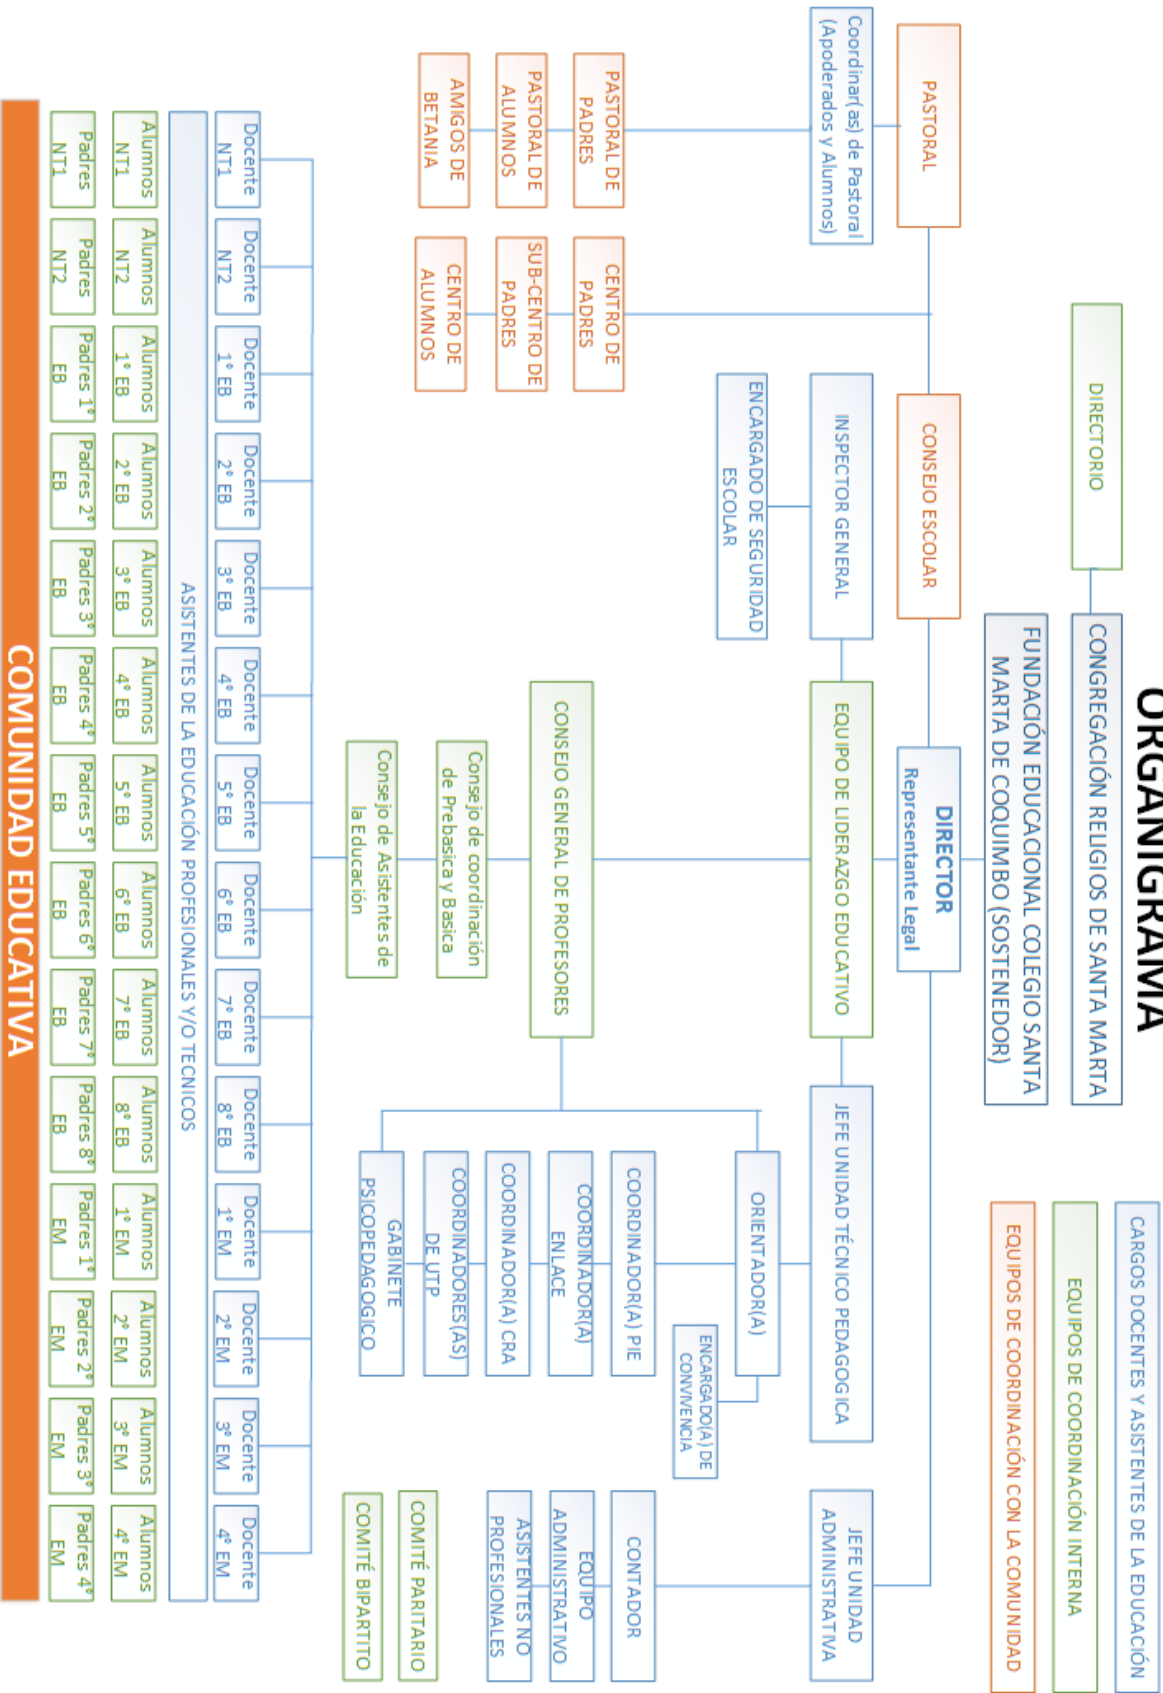 ORGANIGRAMA
DIRECTORIO
CONGREGACIÓN RELIGIOS DE SANTA MARTA
FUNDACIÓN EDUCACIONAL COLEGIO SANTA
MARTA DE COQUIMBO (SOSTENEDOR)
CARGOS DOCENTES Y ASISTENTES DE LA EDUCACIÓN
EQUIPOS DE COORDINACIÓN INTERNA
EQUIPOS DE COORDINACIÓN CON LA COMUNIDAD
PASTORAL
CONSEJO ESCOLAR
DIRECTOR
Representante Legal
Coordinar(as) de Pastoral
(Apoderados y Alumnos)
INSPECTOR GENERAL
EQUIPO DE LIDERAZGO EDUCATIVO
JEFE UNIDAD TÉCNICO PEDAGOGICA
JEFE UNIDAD
ADMINISTRATIVA
ENCARGADO DE SEGURIDAD
ESCOLAR
ORIENTADOR(A)
ENCARGADO(A) DE
CONVIVENCIA
PASTORAL DE
PADRES
CENTRO DE
PADRES
CONSEJO GENERAL DE PROFESORES
COORDINADOR(A) PIE
CONTADOR
PASTORAL DE
ALUMNOS
SUB-CENTRO DE
PADRES
COORDINADOR(A)
ENLACE
EQUIPO
ADMINISTRATIVO
AMIGOS DE
BETANIA
CENTRO DE
ALUMNOS
Consejo de coordinación
de Prebasica y Basica
COORDINADOR(A) CRA
ASISTENTES NO
PROFESIONALES
COORDINADORES(AS)
DE UTP
COMITÉ PARITARIO
Consejo de Asistentes de
la Educación
GABINETE
PSICOPEDAGOGICO
COMITÉ BIPARTITO
Docente Docente Docente Docente Docente Docente Docente Docente Docente Docente Docente Docente Docente Docente
NT1 NT2 1° EB 2° EB 3° EB 4° EB 5° EB 6° EB 7° EB 8° EB 1° EM 2° EM 3° EM 4° EM
ASISTENTES DE LA EDUCACIÓN PROFESIONALES Y/O TECNICOS
Alumnos Alumnos Alumnos Alumnos Alumnos Alumnos Alumnos Alumnos Alumnos Alumnos Alumnos Alumnos Alumnos Alumnos
NT1 NT2 1° EB 2° EB 3° EB 4° EB 5° EB 6° EB 7° EB 8° EB 1° EM 2° EM 3° EM 4° EM
Padres Padres Padres 1° Padres 2° Padres 3° Padres 4° Padres 5° Padres 6° Padres 7° Padres 8° Padres 1° Padres 2° Padres 3° Padres 4°
NT1 NT2 EB EB EB EB EB EB EB EB EM EM EM EM
COMUNIDAD EDUCATIVA